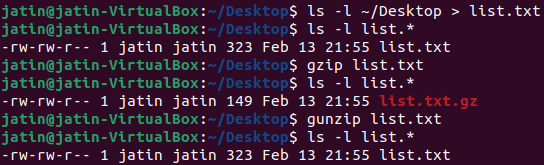 jatin@jatin-VirtualBox:~/Desktop$ ls -l ~/Desktop > list.txt
jatin@jatin-VirtualBox:~/Desktop$ ls -l list.*
-rw-rw-r-- 1 jatin jatin 323 Feb 13 21:55 list.txt
jatin@jatin-VirtualBox:~/Desktop$ gzip list.txt
jatin@jatin-VirtualBox:~/Desktop$ ls -l list.*
-rw-rw-r-- 1 jatin jatin 149 Feb 13 21:55 list.txt.gz
jatin@jatin-VirtualBox:~/Desktop$ gunzip list.txt
jatin@jatin-VirtualBox:~/Desktop$ ls -l list.*
-rw-rw-r-- 1 jatin jatin 323 Feb 13 21:55 list.txt